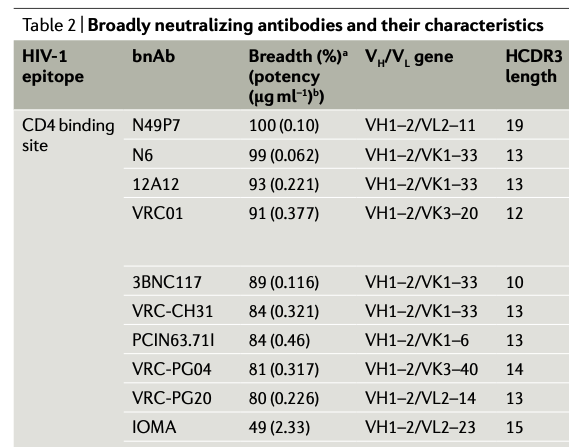 Table 2 | Broadly neutralizing antibodies and their characteristics
HIV-1 epitope bnAb Breadth (%)ᵃ (potency (μg ml⁻¹)ᵇ) V_H/V_L gene HCDR3 length
CD4 binding site N49P7 100 (0.10) VH1–2/VL2–11 19
N6 99 (0.062) VH1–2/VK1–33 13
12A12 93 (0.221) VH1–2/VK1–33 13
VRC01 91 (0.377) VH1–2/VK3–20 12
3BNC117 89 (0.116) VH1–2/VK1–33 10
VRC-CH31 84 (0.321) VH1–2/VK1–33 13
PCIN63.71I 84 (0.46) VH1–2/VK1–6 13
VRC-PG04 81 (0.317) VH1–2/VK3–40 14
VRC-PG20 80 (0.226) VH1–2/VL2–14 13
IOMA 49 (2.33) VH1–2/VL2–23 15